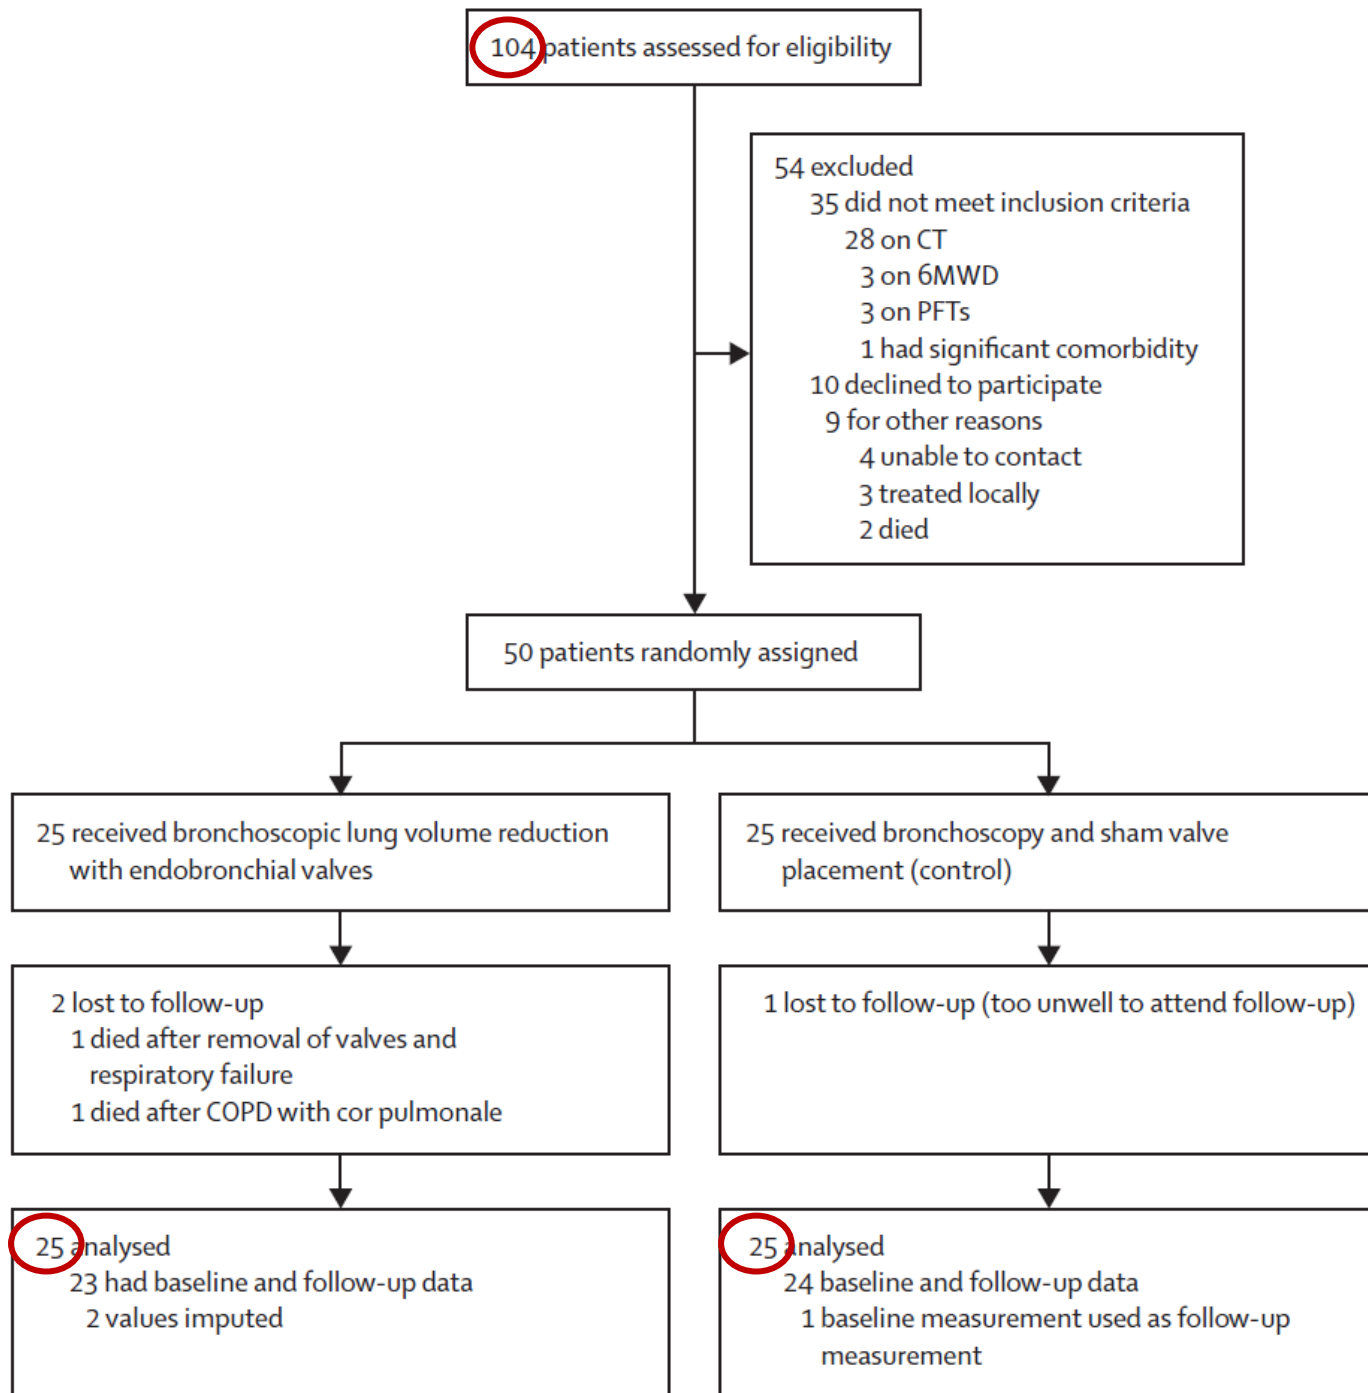 104 patients assessed for eligibility
54 excluded
35 did not meet inclusion criteria
28 on CT
3 on 6MWD
3 on PFTs
1 had significant comorbidity
10 declined to participate
9 for other reasons
4 unable to contact
3 treated locally
2 died
50 patients randomly assigned
25 received bronchoscopic lung volume reduction
with endobronchial valves
25 received bronchoscopy and sham valve
placement (control)
2 lost to follow-up
1 died after removal of valves and
respiratory failure
1 died after COPD with cor pulmonale
1 lost to follow-up (too unwell to attend follow-up)
25 analysed
23 had baseline and follow-up data
2 values imputed
25 analysed
24 baseline and follow-up data
1 baseline measurement used as follow-up
measurement